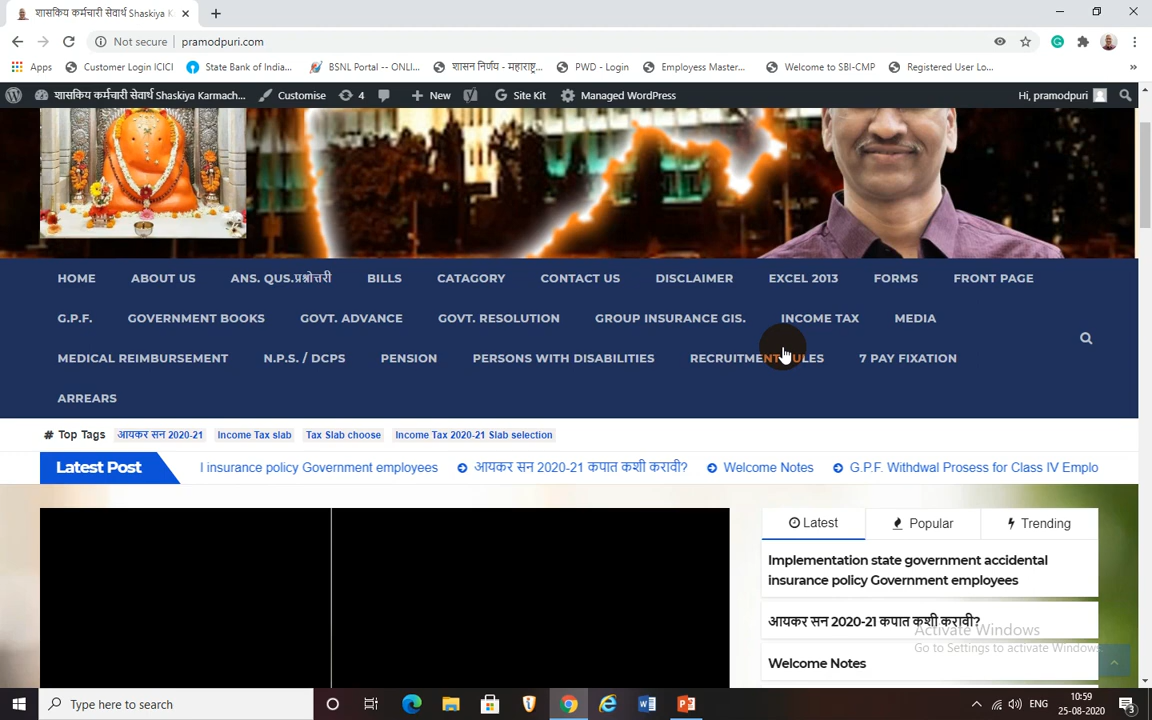 शासकिय कर्मचारी सेवार्थ Shaskiya K
Not secure pramodpuri.com
Apps Customer Login ICICI State Bank of India... BSNL Portal -- ONLI... शासन निर्णय - महाराष्ट्र... PWD - Login Employess Master... Welcome to SBI-CMP Registered User Lo... »
शासकिय कर्मचारी सेवार्थ Shaskiya Karmach... Customise 4 New Site Kit Managed WordPress Hi, pramodpuri
HOME ABOUT US ANS. QUS.प्रश्नोत्तरी BILLS CATAGORY CONTACT US DISCLAIMER EXCEL 2013 FORMS FRONT PAGE
G.P.F. GOVERNMENT BOOKS GOVT. ADVANCE GOVT. RESOLUTION GROUP INSURANCE GIS. INCOME TAX MEDIA
MEDICAL REIMBURSEMENT N.P.S. / DCPS PENSION PERSONS WITH DISABILITIES RECRUITMENT RULES 7 PAY FIXATION
ARREARS
# Top Tags आयकर सन 2020-21 Income Tax slab Tax Slab choose Income Tax 2020-21 Slab selection
Latest Post l insurance policy Government employees आयकर सन 2020-21 कपात कशी करावी? Welcome Notes G.P.F. Withdwal Prosess for Class IV Emplo
Latest Popular Trending
Implementation state government accidental
insurance policy Government employees
आयकर सन 2020-21 कपात कशी करावी?
Activate Windows
Go to Settings to activate Windows.
Welcome Notes
Type here to search
ENG 10:59
25-08-2020 3